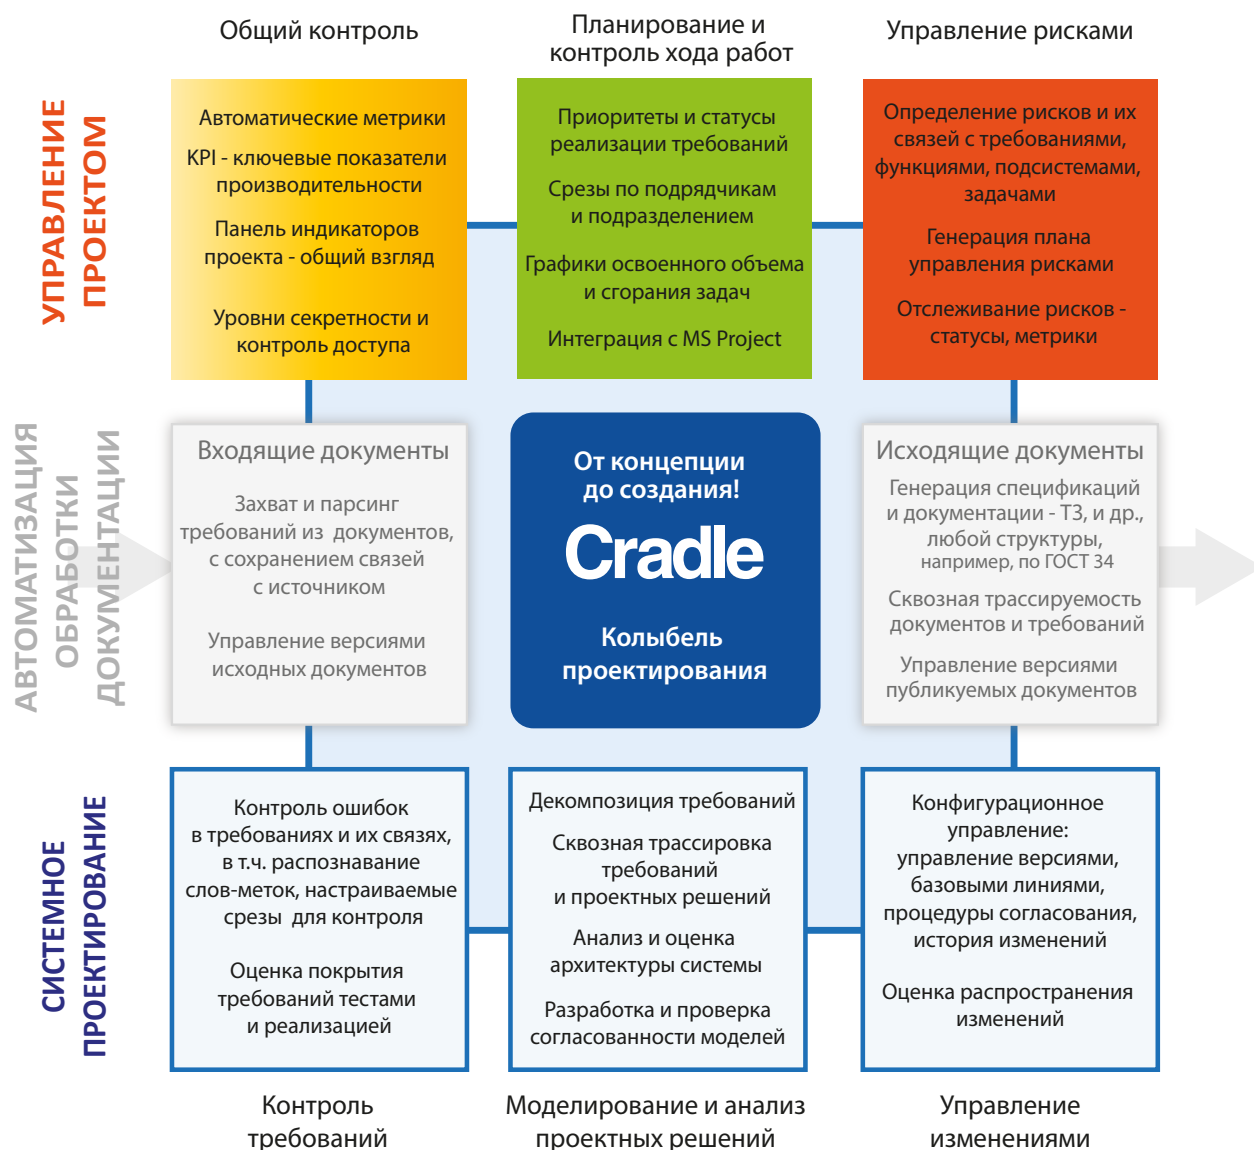 Общий контроль
Планирование и
контроль хода работ
Управление рисками
УПРАВЛЕНИЕ
ПРОЕКТОМ
Автоматические метрики
KPI - ключевые показатели
производительности
Панель индикаторов
проекта - общий взгляд
Уровни секретности и
контроль доступа
Приоритеты и статусы
реализации требований
Срезы по подрядчикам
и подразделением
Графики освоенного объема
и сгорания задач
Интеграция с MS Project
Определение рисков и их
связей с требованиями,
функциями, подсистемами,
задачами
Генерация плана
управления рисками
Отслеживание рисков -
статусы, метрики
АВТОМАТИЗАЦИЯ
ОБРАБОТКИ
ДОКУМЕНТАЦИИ
Входящие документы
Захват и парсинг
требований из документов,
с сохранением связей
с источником
Управление версиями
исходных документов
От концепции
до создания!
Cradle
Колыбель
проектирования
Исходящие документы
Генерация спецификаций
и документации - ТЗ, и др.,
любой структуры,
например, по ГОСТ 34
Сквозная трассируемость
документов и требований
Управление версиями
публикуемых документов
СИСТЕМНОЕ
ПРОЕКТИРОВАНИЕ
Контроль ошибок
в требованиях и их связях,
в т.ч. распознавание
слов-меток, настраиваемые
срезы для контроля
Оценка покрытия
требований тестами
и реализацией
Декомпозиция требований
Сквозная трассировка
требований
и проектных решений
Анализ и оценка
архитектуры системы
Разработка и проверка
согласованности моделей
Конфигурационное
управление:
управление версиями,
базовыми линиями,
процедуры согласования,
история изменений
Оценка распространения
изменений
Контроль
требований
Моделирование и анализ
проектных решений
Управление
изменениями